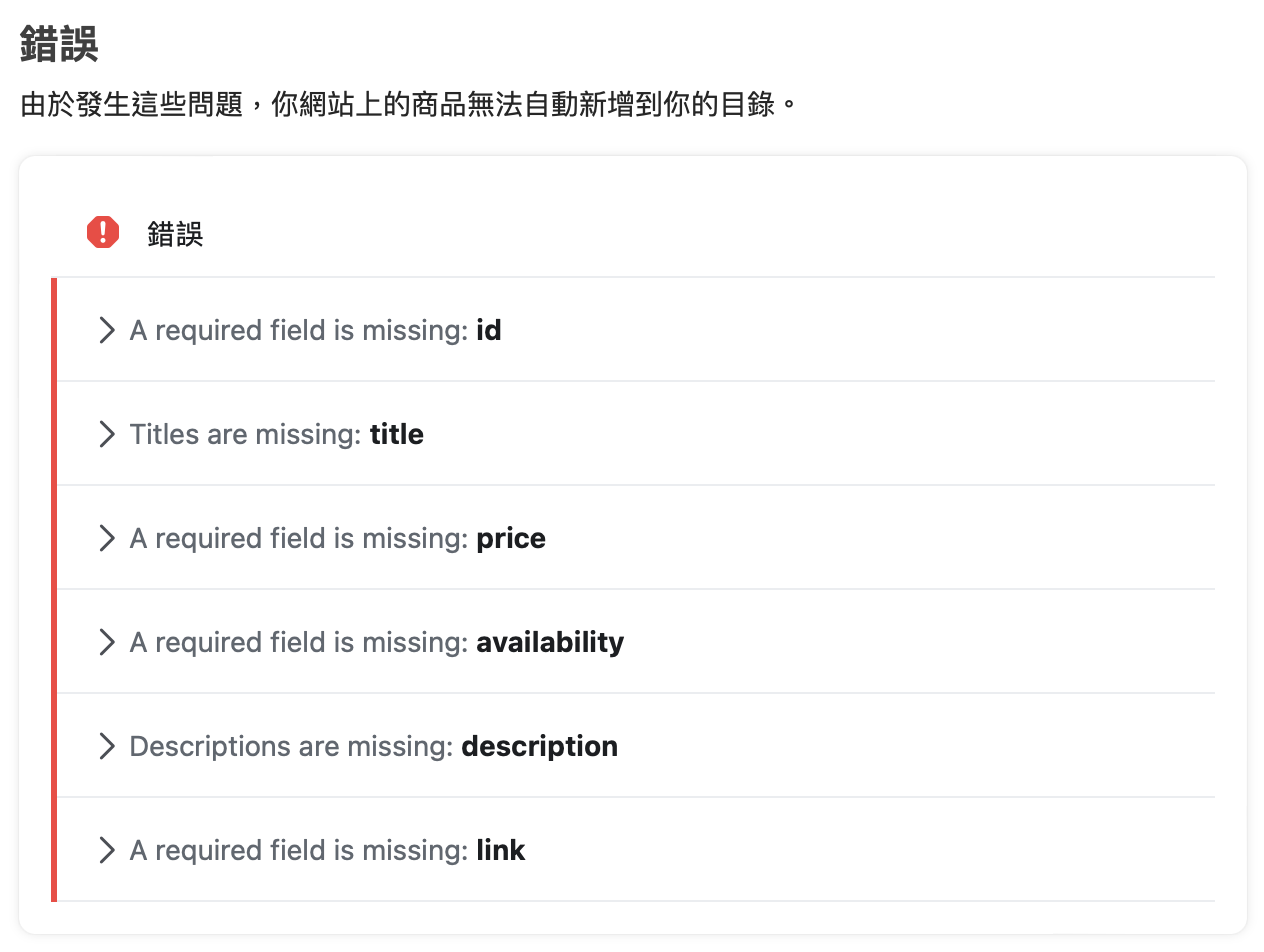 錯誤
由於發生這些問題，你網站上的商品無法自動新增到你的目錄。
錯誤
A required field is missing: id
Titles are missing: title
A required field is missing: price
A required field is missing: availability
Descriptions are missing: description
A required field is missing: link